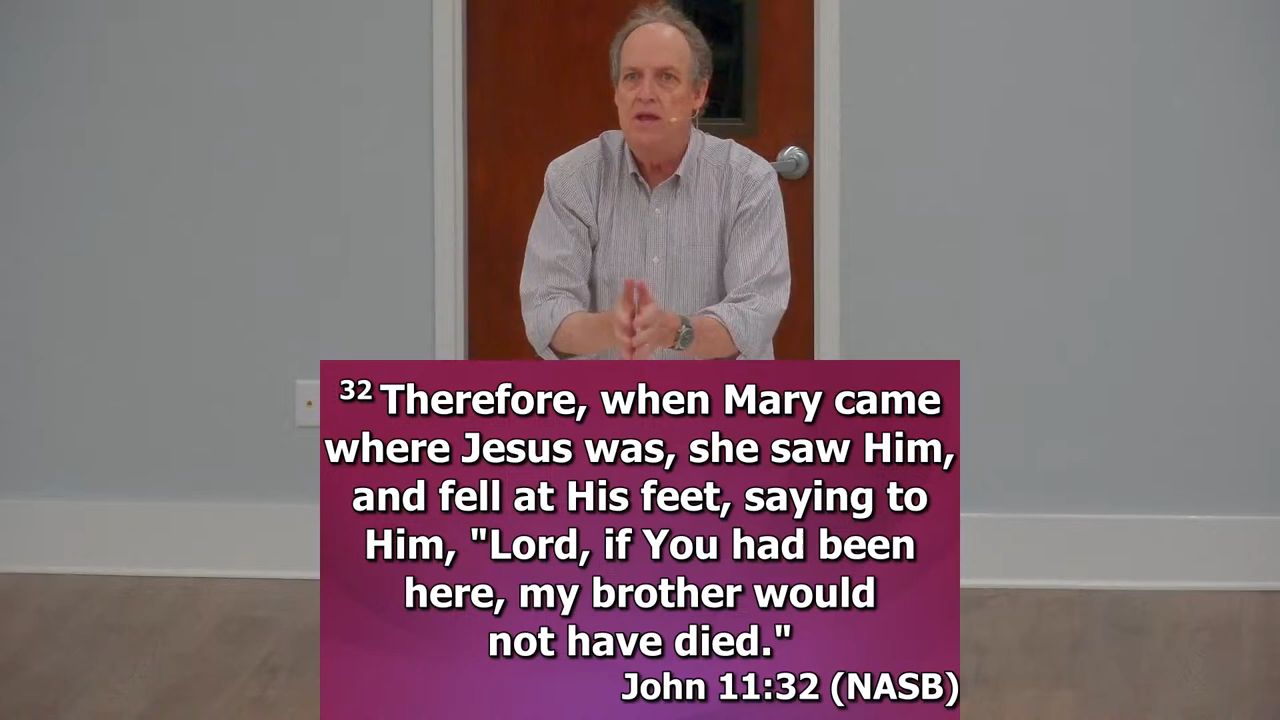 32 Therefore, when Mary came
where Jesus was, she saw Him,
and fell at His feet, saying to
Him, "Lord, if You had been
here, my brother would
not have died."
John 11:32 (NASB)